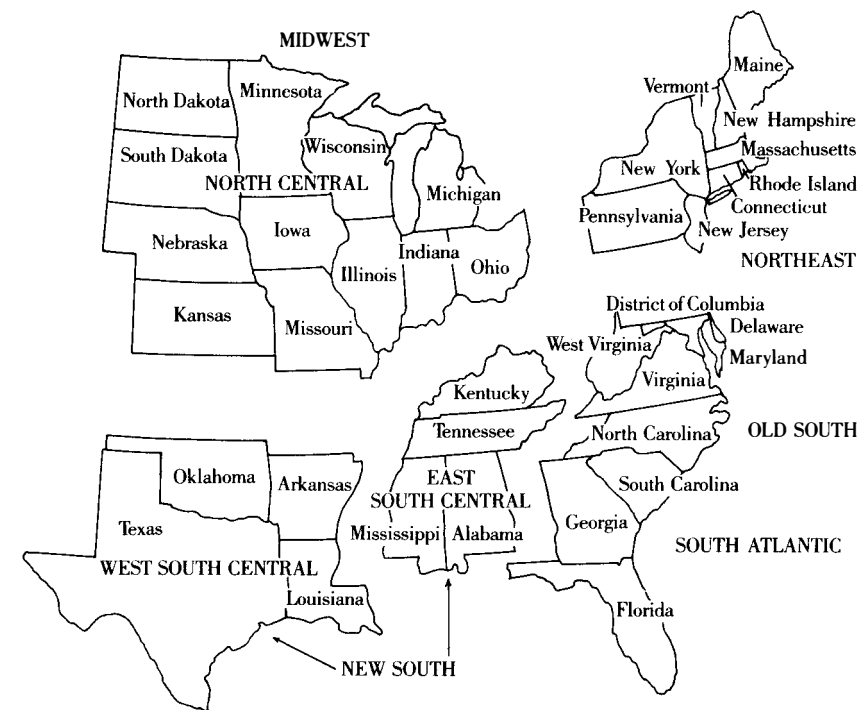 MIDWEST
North Dakota
Minnesota
South Dakota
Wisconsin
NORTH CENTRAL
Michigan
Nebraska
Iowa
Illinois
Indiana
Ohio
Kansas
Missouri
Maine
Vermont
New Hampshire
Massachusetts
New York
Rhode Island
Connecticut
Pennsylvania
New Jersey
NORTHEAST
District of Columbia
Delaware
West Virginia
Maryland
Virginia
Kentucky
Tennessee
North Carolina
OLD SOUTH
EAST
SOUTH CENTRAL
South Carolina
Mississippi
Alabama
Georgia
SOUTH ATLANTIC
Florida
Oklahoma
Arkansas
Texas
WEST SOUTH CENTRAL
Louisiana
NEW SOUTH